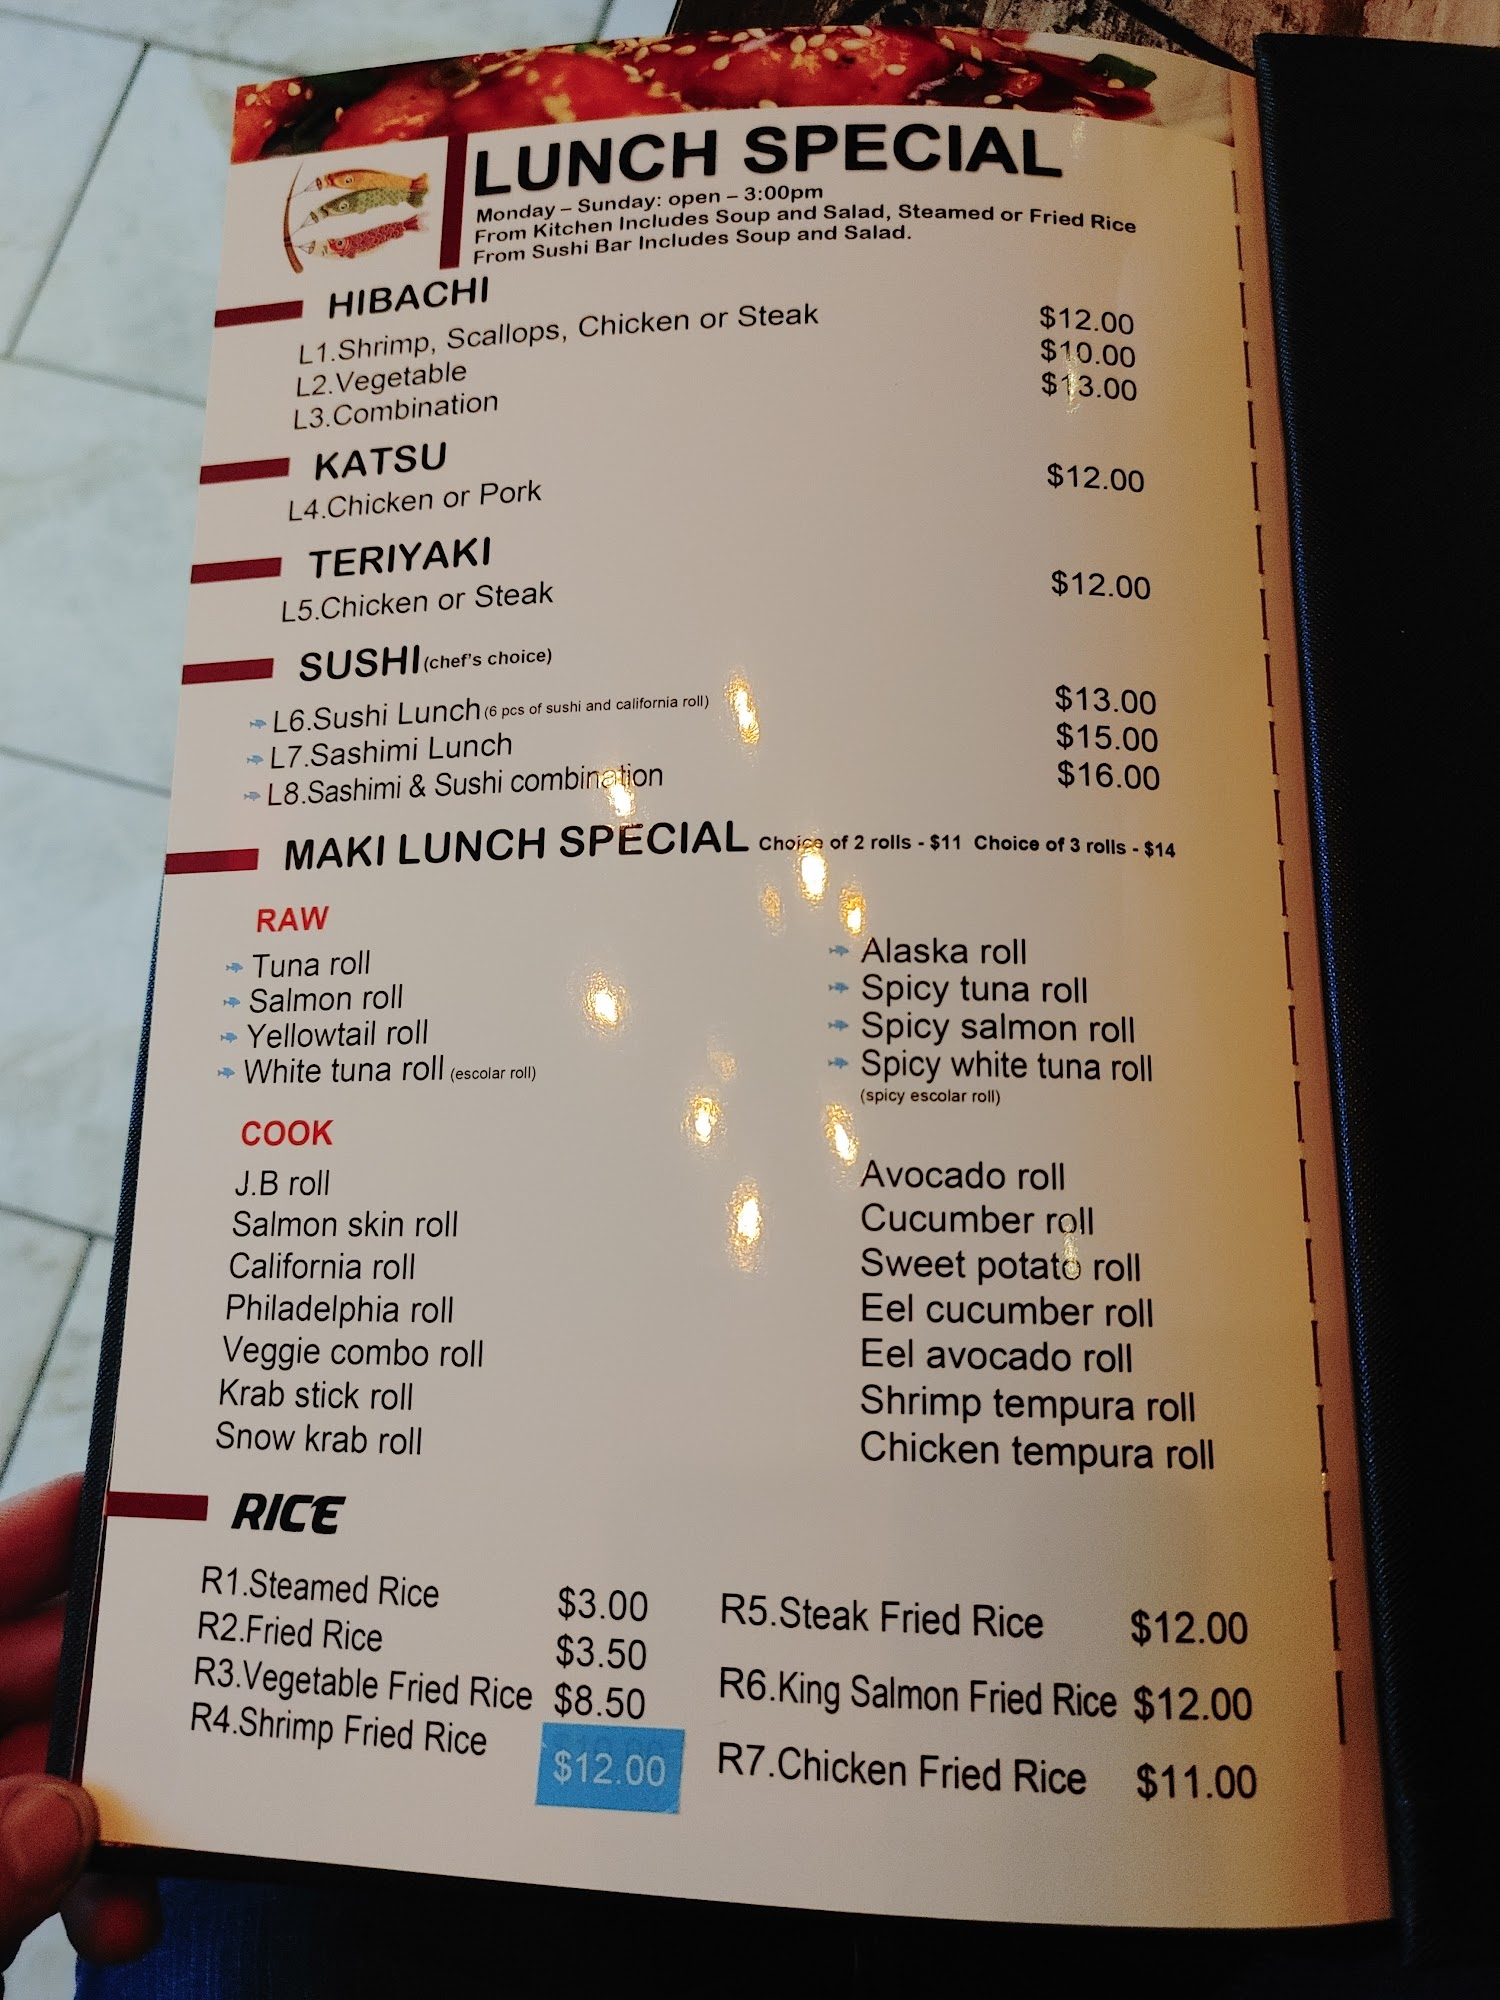 LUNCH SPECIAL
Monday – Sunday: open – 3:00pm
From Kitchen Includes Soup and Salad, Steamed or Fried Rice
From Sushi Bar Includes Soup and Salad.
HIBACHI
L1.Shrimp, Scallops, Chicken or Steak $12.00
L2.Vegetable $10.00
L3.Combination $13.00
KATSU
L4.Chicken or Pork $12.00
TERIYAKI
L5.Chicken or Steak $12.00
SUSHI (chef's choice)
L6.Sushi Lunch (6 pcs of sushi and california roll) $13.00
L7.Sashimi Lunch $15.00
L8.Sashimi & Sushi combination $16.00
MAKI LUNCH SPECIAL Choice of 2 rolls - $11 Choice of 3 rolls - $14
RAW
Tuna roll
Salmon roll
Yellowtail roll
White tuna roll (escolar roll)
Alaska roll
Spicy tuna roll
Spicy salmon roll
Spicy white tuna roll
(spicy escolar roll)
COOK
J.B roll
Salmon skin roll
California roll
Philadelphia roll
Veggie combo roll
Krab stick roll
Snow krab roll
Avocado roll
Cucumber roll
Sweet potato roll
Eel cucumber roll
Eel avocado roll
Shrimp tempura roll
Chicken tempura roll
RICE
R1.Steamed Rice $3.00
R2.Fried Rice $3.50
R3.Vegetable Fried Rice $8.50
R4.Shrimp Fried Rice $12.00
R5.Steak Fried Rice $12.00
R6.King Salmon Fried Rice $12.00
R7.Chicken Fried Rice $11.00